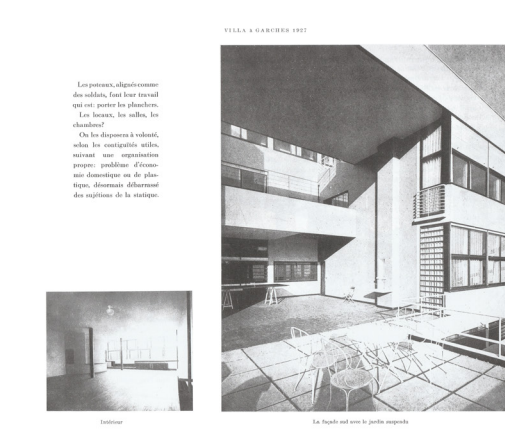 VILLA à GARCHES 1927
Les poteaux, alignés comme
des soldats, font leur travail
qui est: porter les planchers.
Les locaux, les salles, les
chambres?
On les disposera à volonté,
selon les contiguïtés utiles,
suivant une organisation
propre: problème d'écono-
mie domestique ou de plas-
tique, désormais débarrassé
des sujétions de la statique.
Intérieur
La façade sud avec le jardin suspendu